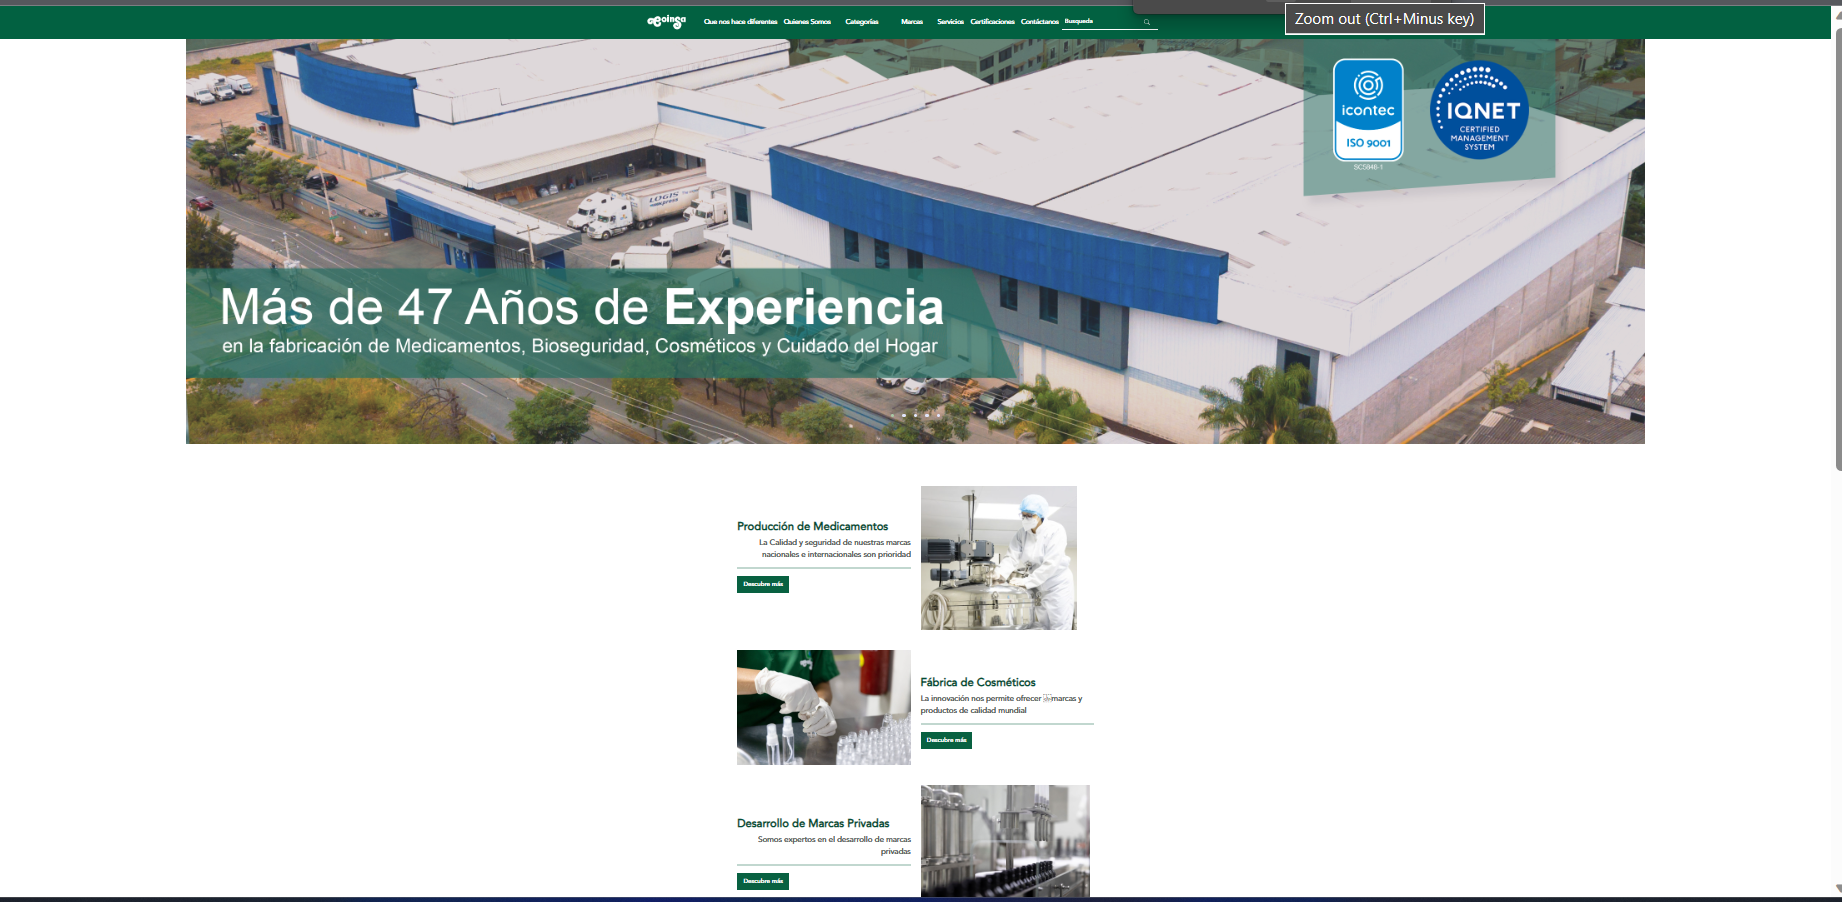 Zoom out (Ctrl+Minus key)
Que nos hace diferentes Quienes Somos Categorías Marcas Servicios Certificaciones Contáctanos Busqueda
icontec
ISO 9001
IQNET
CERTIFIED
MANAGEMENT
SYSTEM
LOGIS
Más de 47 Años de Experiencia
en la fabricación de Medicamentos, Bioseguridad, Cosméticos y Cuidado del Hogar
Producción de Medicamentos
La Calidad y seguridad de nuestras marcas
nacionales e internacionales son prioridad
Descubre más
Fábrica de Cosméticos
La innovación nos permite ofrecer marcas y
productos de calidad mundial
Descubre más
Desarrollo de Marcas Privadas
Somos expertos en el desarrollo de marcas
privadas
Descubre más